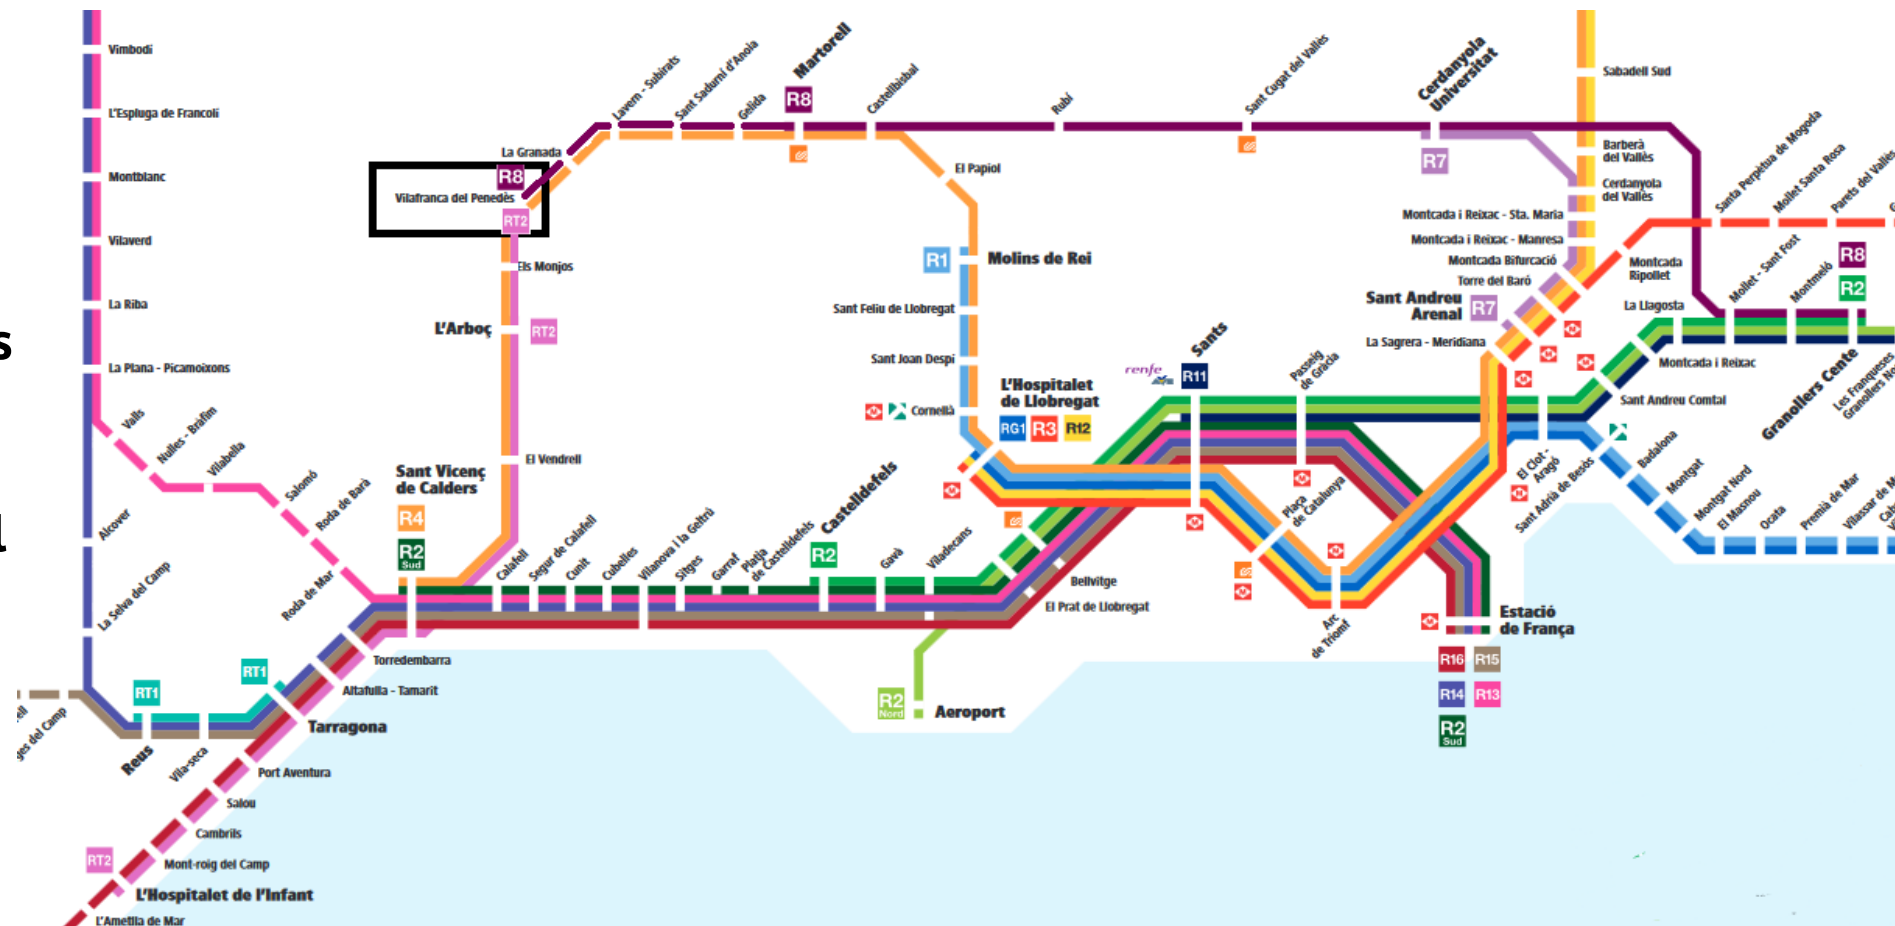 Vimbodí
L'Espluga de Francolí
Montblanc
Vilaverd
La Riba
La Plana - Picamoixons
Valls
Nulles - Bràfim
Vilabella
Salomó
Roda de Barà
Roda de Mar
Alcover
La Selva del Camp
RT1
RT1
Reus
Vila-seca
Tarragona
Port Aventura
Salou
Cambrils
Mont-roig del Camp
RT2
L'Hospitalet de l'Infant
L'Ametlla de Mar
Altafulla - Tamarit
Torredembarra
Sant Vicenç
de Calders
R4
R2
Sud
La Granada
R8
Vilafranca del Penedès
RT2
Els Monjos
L'Arboç
RT2
El Vendrell
Lavern - Subirats
Sant Sadurní d'Anoia
Gelida
Martorell
R8
Castellbisbal
Rubí
Sant Cugat del Vallès
Cerdanyola
Universitat
R7
El Papiol
R1
Molins de Rei
Sant Feliu de Llobregat
Sant Joan Despí
Cornellà
L'Hospitalet
de Llobregat
RG1
R3
R12
Calafell
Segur de Calafell
Cunit
Cubelles
Vilanova i la Geltrú
Sitges
Garraf
Platja
de Castelldefels
Castelldefels
R2
Gavà
Viladecans
Bellvitge
El Prat de Llobregat
R2
Nord
Aeroport
renfe
R11
Sants
Passeig
de Gràcia
Plaça
de Catalunya
Arc
de Triomf
Estació
de França
R16
R15
R14
R13
R2
Sud
Sabadell Sud
Barberà
del Vallès
Cerdanyola
del Vallès
Montcada i Reixac - Sta. Maria
Montcada i Reixac - Manresa
Montcada Bifurcació
Torre del Baró
Sant Andreu
Arenal
R7
La Sagrera - Meridiana
Montcada
Ripollet
Santa Perpètua de Mogoda
Mollet Santa Rosa
Parets del Vallès
La Llagosta
Mollet - Sant Fost
Montmeló
R8
R2
Montcada i Reixac
Sant Andreu Comtal
Granollers Cente
Les Franqueses
El Clot -
Aragó
Sant Adrià de Besòs
Badalona
Montgat
Montgat Nord
El Masnou
Ocata
Premià de Mar